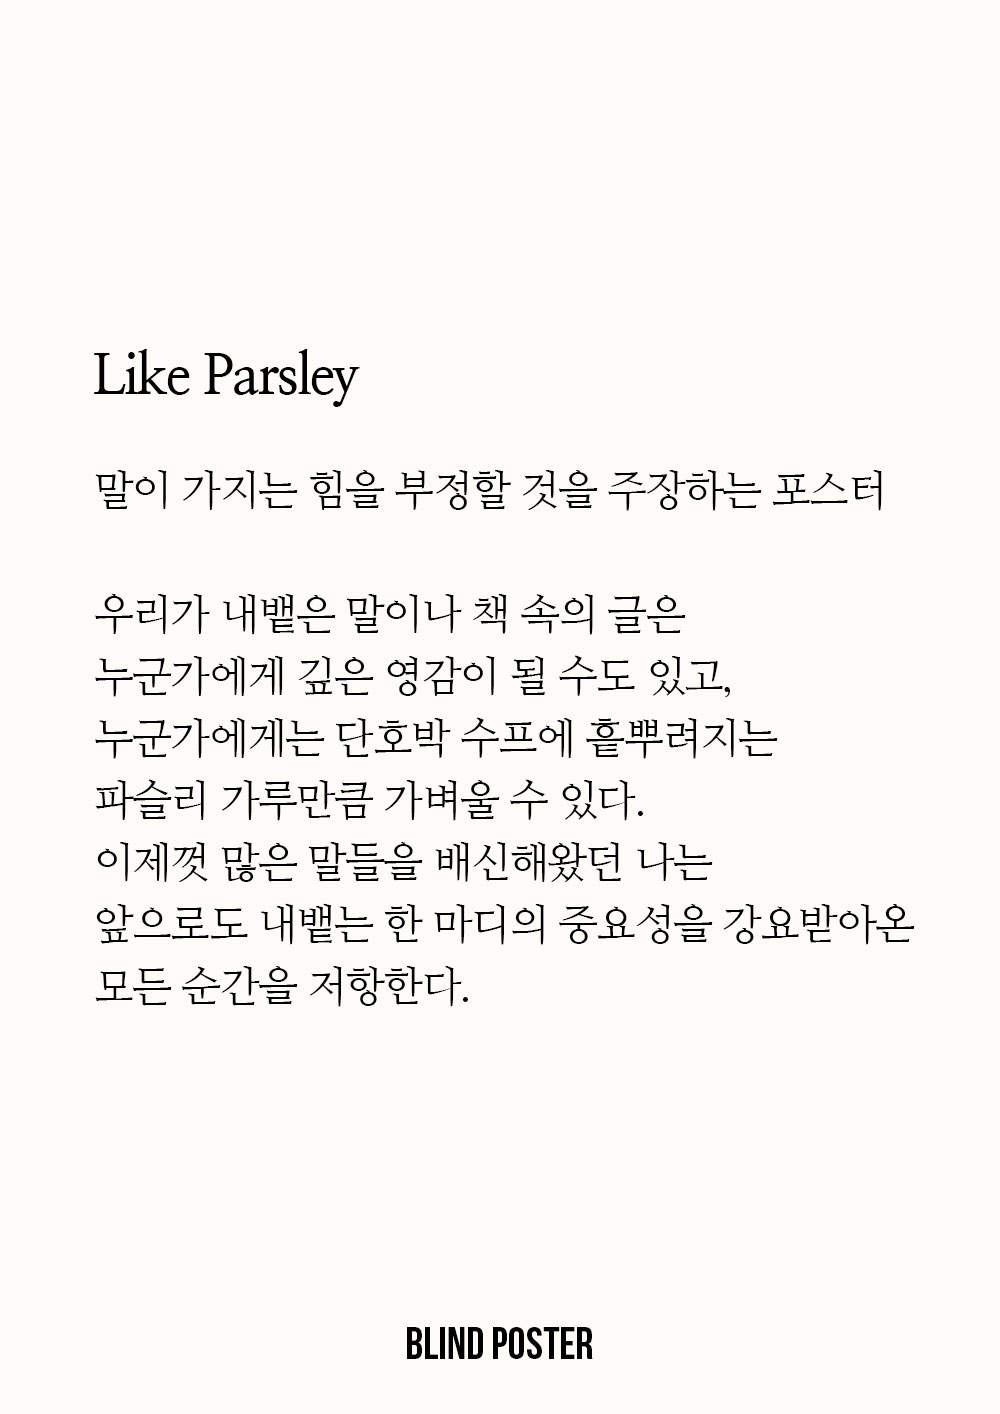 Like Parsley
말이 가지는 힘을 부정할 것을 주장하는 포스터
우리가 내뱉은 말이나 책 속의 글은
누군가에게 깊은 영감이 될 수도 있고,
누군가에게는 단호박 수프에 흩뿌려지는
파슬리 가루만큼 가벼울 수 있다.
이제껏 많은 말들을 배신해왔던 나는
앞으로도 내뱉는 한 마디의 중요성을 강요받아온
모든 순간을 저항한다.
BLIND POSTER